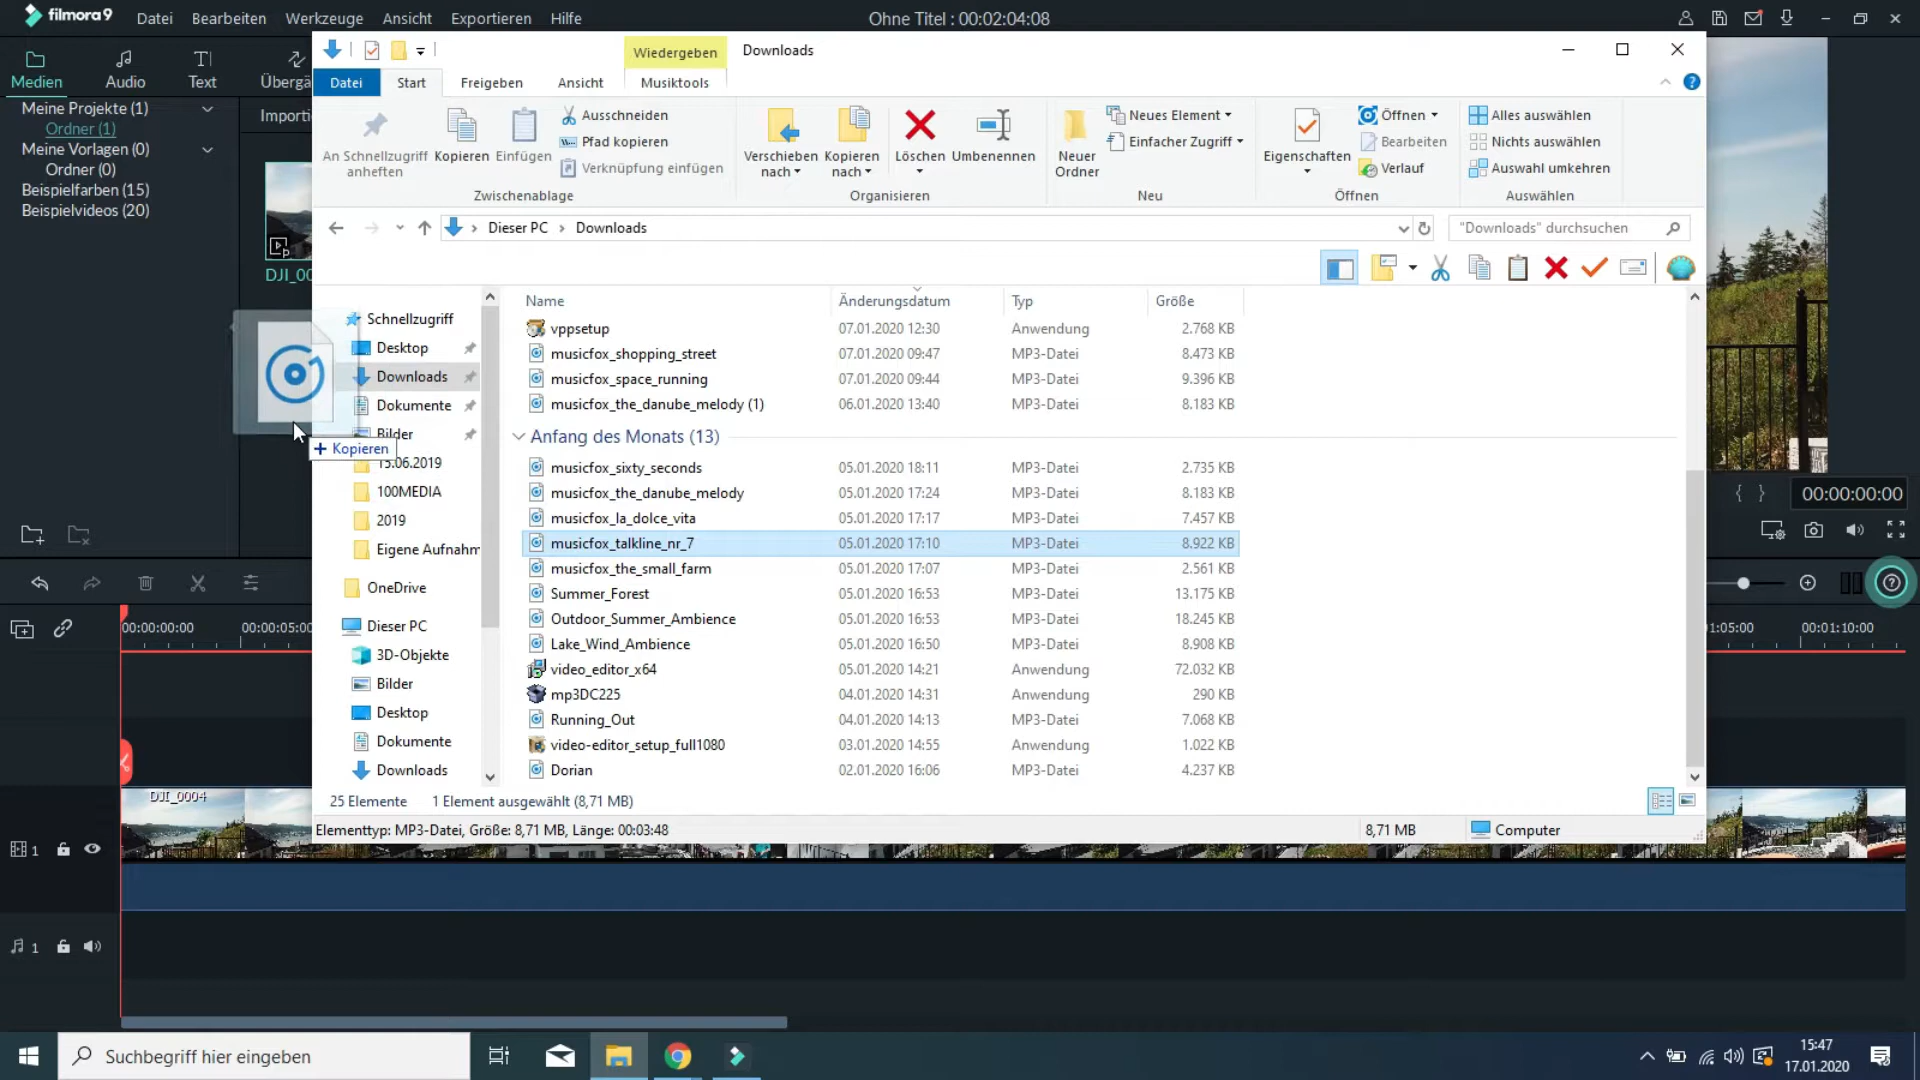 filmora9 Datei Bearbeiten Werkzeuge Ansicht Exportieren Hilfe Ohne Titel : 00:02:04:08
Medien Audio Text Übergä
Meine Projekte (1)
Ordner (1)
Meine Vorlagen (0)
Ordner (0)
Beispielfarben (15)
Beispielvideos (20)
Importi
DJI_00
Wiedergeben Downloads
Datei Start Freigeben Ansicht Musiktools
An Schnellzugriff
anheften
Kopieren
Einfügen
Ausschneiden
Pfad kopieren
Verknüpfung einfügen
Zwischenablage
Verschieben
nach
Kopieren
nach
Löschen
Umbenennen
Organisieren
Neuer
Ordner
Neues Element
Einfacher Zugriff
Neu
Eigenschaften
Öffnen
Bearbeiten
Verlauf
Öffnen
Alles auswählen
Nichts auswählen
Auswahl umkehren
Auswählen
Dieser PC > Downloads
"Downloads" durchsuchen
Schnellzugriff
Desktop
Downloads
Dokumente
Bilder
+ Kopieren
15.06.2019
100MEDIA
2019
Eigene Aufnahm
OneDrive
Dieser PC
3D-Objekte
Bilder
Desktop
Dokumente
Downloads
Name Änderungsdatum Typ Größe
vppsetup 07.01.2020 12:30 Anwendung 2.768 KB
musicfox_shopping_street 07.01.2020 09:47 MP3-Datei 8.473 KB
musicfox_space_running 07.01.2020 09:44 MP3-Datei 9.396 KB
musicfox_the_danube_melody (1) 06.01.2020 13:40 MP3-Datei 8.183 KB
Anfang des Monats (13)
musicfox_sixty_seconds 05.01.2020 18:11 MP3-Datei 2.735 KB
musicfox_the_danube_melody 05.01.2020 17:24 MP3-Datei 8.183 KB
musicfox_la_dolce_vita 05.01.2020 17:17 MP3-Datei 7.457 KB
musicfox_talkline_nr_7 05.01.2020 17:10 MP3-Datei 8.922 KB
musicfox_the_small_farm 05.01.2020 17:07 MP3-Datei 2.561 KB
Summer_Forest 05.01.2020 16:53 MP3-Datei 13.175 KB
Outdoor_Summer_Ambience 05.01.2020 16:53 MP3-Datei 18.245 KB
Lake_Wind_Ambience 05.01.2020 16:50 MP3-Datei 8.908 KB
video_editor_x64 05.01.2020 14:21 Anwendung 72.032 KB
mp3DC225 04.01.2020 14:31 Anwendung 290 KB
Running_Out 04.01.2020 14:13 MP3-Datei 7.068 KB
video-editor_setup_full1080 03.01.2020 14:55 Anwendung 1.022 KB
Dorian 02.01.2020 16:06 MP3-Datei 4.237 KB
25 Elemente 1 Element ausgewählt (8,71 MB)
Elementtyp: MP3-Datei, Größe: 8,71 MB, Länge: 00:03:48 8,71 MB Computer
{ } 00:00:00:00
00:00:00:00 00:00:05:00 1:05:00 00:01:10:00
DJI_0004
1
1
Suchbegriff hier eingeben
15:47
17.01.2020